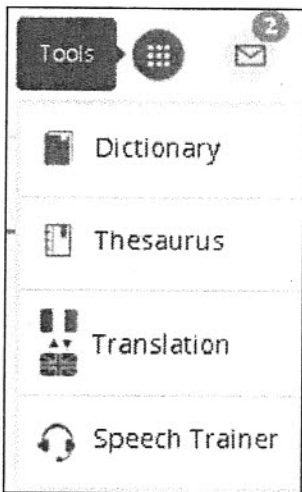 Tools
2
Dictionary
Thesaurus
Translation
Speech Trainer